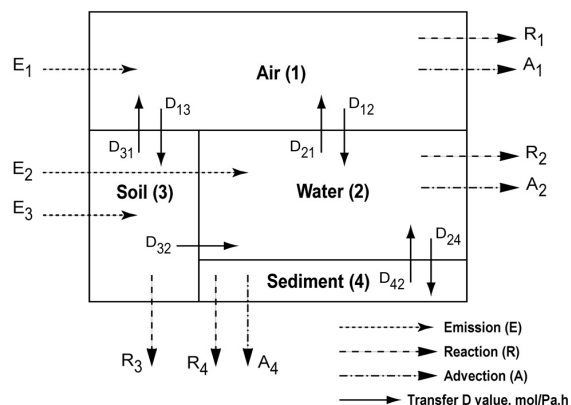 R1
E1
Air (1)
A1
D13
D12
D31
D21
R2
E2
Soil (3)
Water (2)
A2
E3
D32
D24
Sediment (4)
D42
Emission (E)
R3
R4
A4
Reaction (R)
Advection (A)
Transfer D value, mol/Pa.h